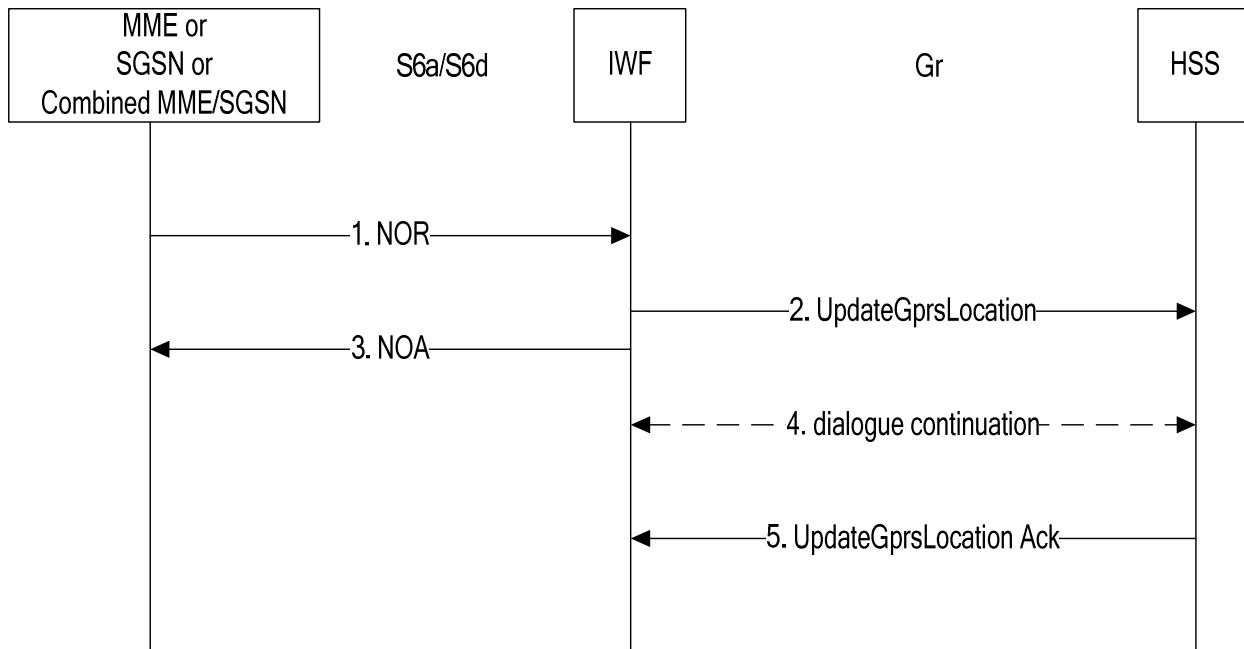 MME or
SGSN or
Combined MME/SGSN
S6a/S6d
IWF
Gr
HSS
1. NOR
2. UpdateGprsLocation
3. NOA
4. dialogue continuation
5. UpdateGprsLocation Ack